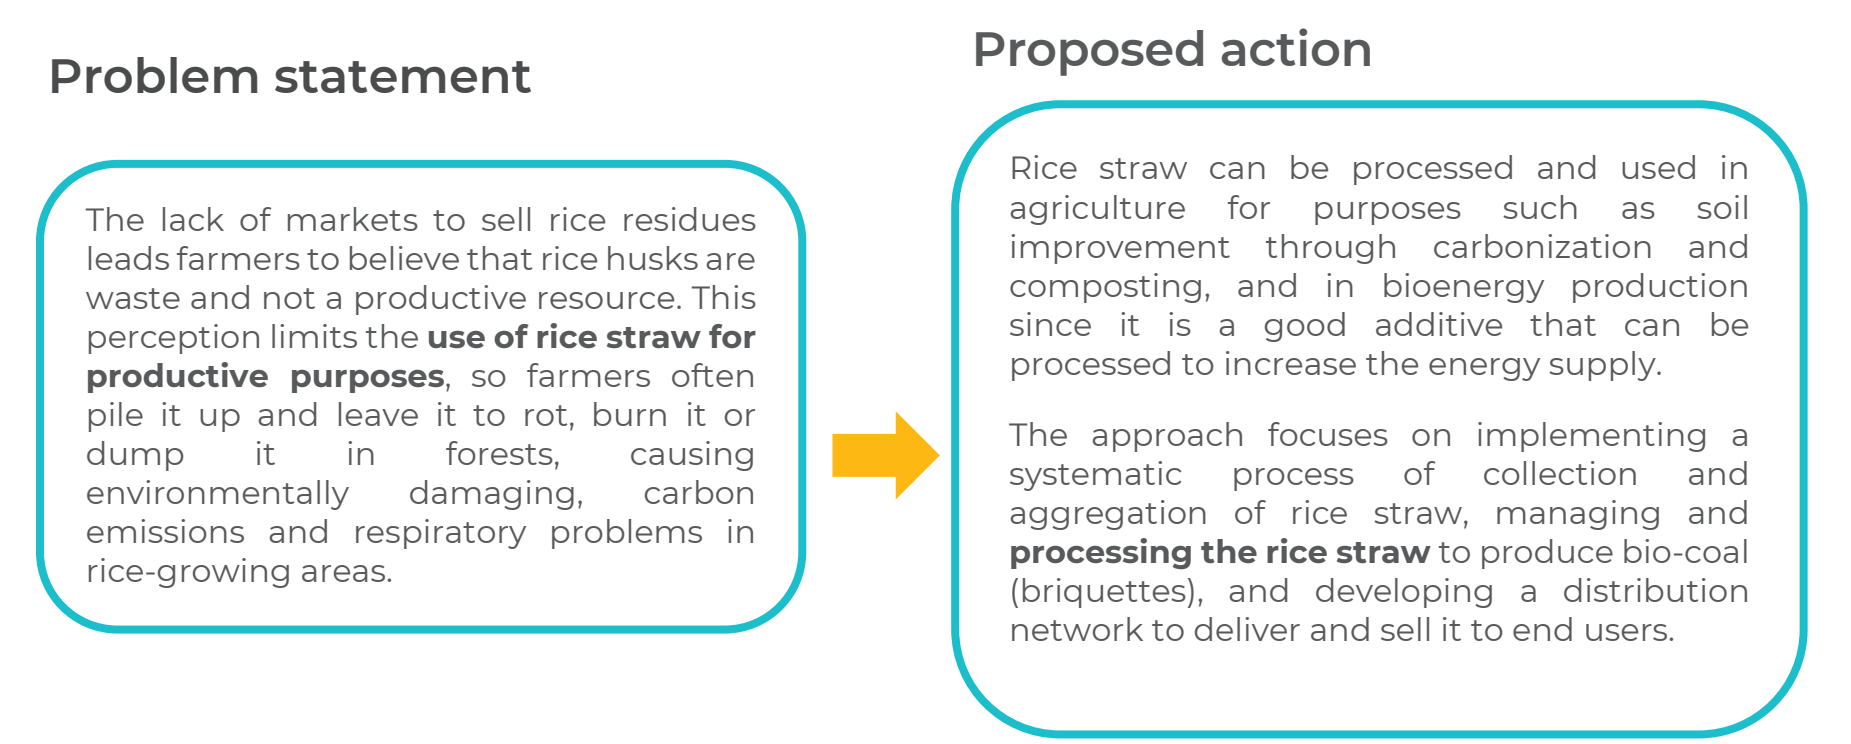 Problem statement
The lack of markets to sell rice residues
leads farmers to believe that rice husks are
waste and not a productive resource. This
perception limits the use of rice straw for
productive purposes, so farmers often
pile it up and leave it to rot, burn it or
dump it in forests, causing
environmentally damaging, carbon
emissions and respiratory problems in
rice-growing areas.
Proposed action
Rice straw can be processed and used in
agriculture for purposes such as soil
improvement through carbonization and
composting, and in bioenergy production
since it is a good additive that can be
processed to increase the energy supply.
The approach focuses on implementing a
systematic process of collection and
aggregation of rice straw, managing and
processing the rice straw to produce bio-coal
(briquettes), and developing a distribution
network to deliver and sell it to end users.